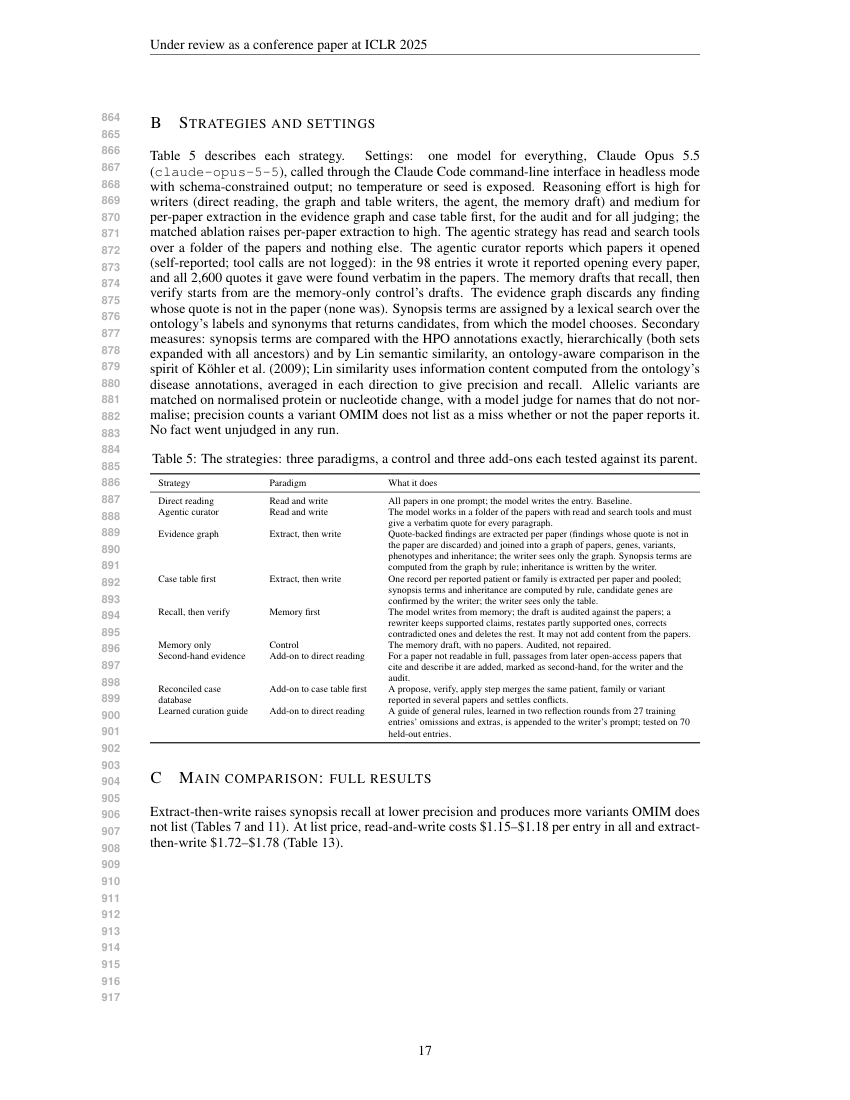 Under review as a conference paper at ICLR 2025
864
865
866
867
868
869
870
871
872
873
874
875
876
877
878
879
880
881
882
883
884
885
886
887
888
889
890
891
892
893
894
895
896
897
898
899
900
901
902
903
904
905
906
907
908
909
910
911
912
913
914
915
916
917
B STRATEGIES AND SETTINGS
Table 5 describes each strategy. Settings: one model for everything, Claude Opus 5.5
(claude-opus-5-5), called through the Claude Code command-line interface in headless mode
with schema-constrained output; no temperature or seed is exposed. Reasoning effort is high for
writers (direct reading, the graph and table writers, the agent, the memory draft) and medium for
per-paper extraction in the evidence graph and case table first, for the audit and for all judging; the
matched ablation raises per-paper extraction to high. The agentic strategy has read and search tools
over a folder of the papers and nothing else. The agentic curator reports which papers it opened
(self-reported; tool calls are not logged): in the 98 entries it wrote it reported opening every paper,
and all 2,600 quotes it gave were found verbatim in the papers. The memory drafts that recall, then
verify starts from are the memory-only control's drafts. The evidence graph discards any finding
whose quote is not in the paper (none was). Synopsis terms are assigned by a lexical search over the
ontology's labels and synonyms that returns candidates, from which the model chooses. Secondary
measures: synopsis terms are compared with the HPO annotations exactly, hierarchically (both sets
expanded with all ancestors) and by Lin semantic similarity, an ontology-aware comparison in the
spirit of Köhler et al. (2009); Lin similarity uses information content computed from the ontology's
disease annotations, averaged in each direction to give precision and recall. Allelic variants are
matched on normalised protein or nucleotide change, with a model judge for names that do not nor-
malise; precision counts a variant OMIM does not list as a miss whether or not the paper reports it.
No fact went unjudged in any run.
Table 5: The strategies: three paradigms, a control and three add-ons each tested against its parent.
Strategy Paradigm What it does
Direct reading Read and write All papers in one prompt; the model writes the entry. Baseline.
Agentic curator Read and write The model works in a folder of the papers with read and search tools and must
give a verbatim quote for every paragraph.
Evidence graph Extract, then write Quote-backed findings are extracted per paper (findings whose quote is not in
the paper are discarded) and joined into a graph of papers, genes, variants,
phenotypes and inheritance; the writer sees only the graph. Synopsis terms are
computed from the graph by rule; inheritance is written by the writer.
Case table first Extract, then write One record per reported patient or family is extracted per paper and pooled;
synopsis terms and inheritance are computed by rule, candidate genes are
confirmed by the writer; the writer sees only the table.
Recall, then verify Memory first The model writes from memory; the draft is audited against the papers; a
rewriter keeps supported claims, restates partly supported ones, corrects
contradicted ones and deletes the rest. It may not add content from the papers.
Memory only Control The memory draft, with no papers. Audited, not repaired.
Second-hand evidence Add-on to direct reading For a paper not readable in full, passages from later open-access papers that
cite and describe it are added, marked as second-hand, for the writer and the
audit.
Reconciled case Add-on to case table first A propose, verify, apply step merges the same patient, family or variant
database reported in several papers and settles conflicts.
Learned curation guide Add-on to direct reading A guide of general rules, learned in two reflection rounds from 27 training
entries' omissions and extras, is appended to the writer's prompt; tested on 70
held-out entries.
C MAIN COMPARISON: FULL RESULTS
Extract-then-write raises synopsis recall at lower precision and produces more variants OMIM does
not list (Tables 7 and 11). At list price, read-and-write costs $1.15–$1.18 per entry in all and extract-
then-write $1.72–$1.78 (Table 13).
17